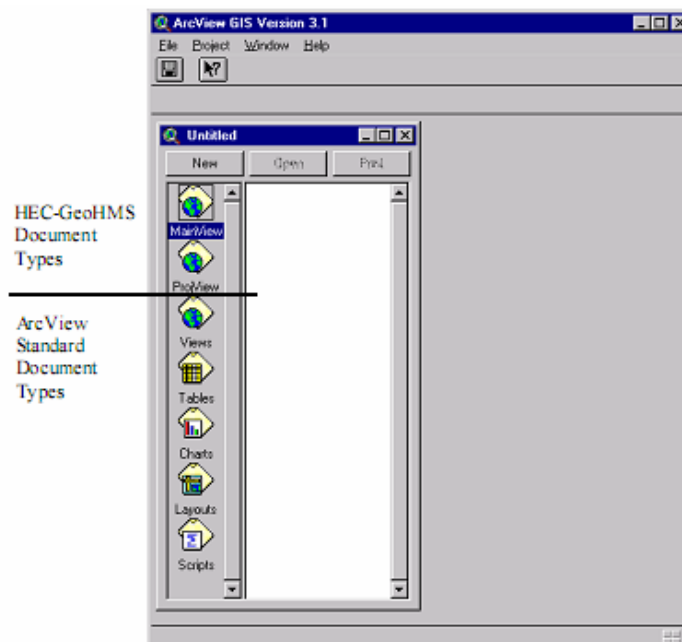 ArcView GIS Version 3.1
File Project Window Help
Untitled
New Open Print
HEC-GeoHMS
Document
Types
MainView
ProjView
ArcView
Standard
Document
Types
Views
Tables
Charts
Layouts
Scripts